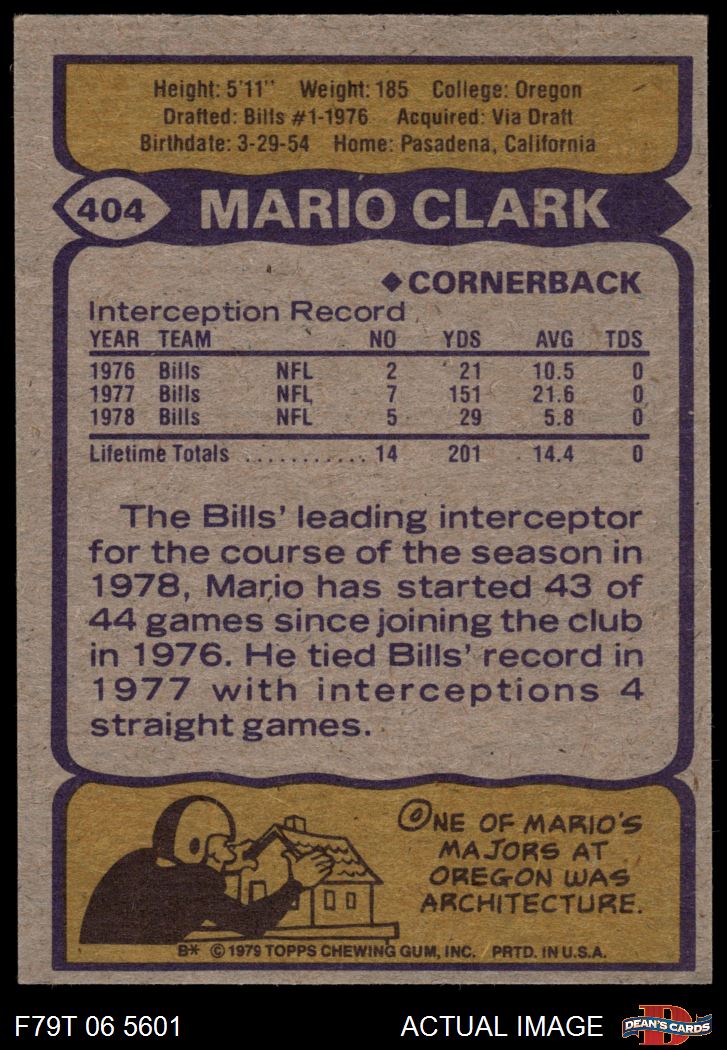 Height: 5'11" Weight: 185 College: Oregon
Drafted: Bills #1-1976 Acquired: Via Draft
Birthdate: 3-29-54 Home: Pasadena, California
404 MARIO CLARK
◆CORNERBACK
Interception Record
YEAR TEAM NO YDS AVG TDS
1976 Bills NFL 2 21 10.5 0
1977 Bills NFL 7 151 21.6 0
1978 Bills NFL 5 29 5.8 0
Lifetime Totals ........... 14 201 14.4 0
The Bills' leading interceptor
for the course of the season in
1978, Mario has started 43 of
44 games since joining the club
in 1976. He tied Bills' record in
1977 with interceptions 4
straight games.
ONE OF MARIO'S
MAJORS AT
OREGON WAS
ARCHITECTURE.
B* © 1979 TOPPS CHEWING GUM, INC. PRTD. IN U.S.A.
F79T 06 5601 ACTUAL IMAGE D DEAN'S CARDS